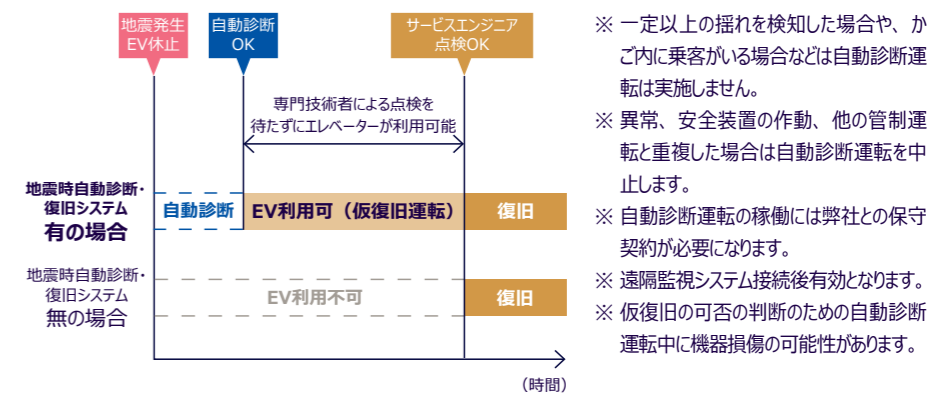 地震発生
EV休止
自動診断
OK
サービスエンジニア
点検OK
専門技術者による点検を
待たずにエレベーターが利用可能
地震時自動診断・
復旧システム
有の場合
自動診断
EV利用可（仮復旧運転）
復旧
地震時自動診断・
復旧システム
無の場合
EV利用不可
復旧
（時間）
※ 一定以上の揺れを検知した場合や、か
ご内に乗客がいる場合などは自動診断運
転は実施しません。
※ 異常、安全装置の作動、他の管制運
転と重複した場合は自動診断運転を中
止します。
※ 自動診断運転の稼働には弊社との保守
契約が必要になります。
※ 遠隔監視システム接続後有効となります。
※ 仮復旧の可否の判断のための自動診断
運転中に機器損傷の可能性があります。